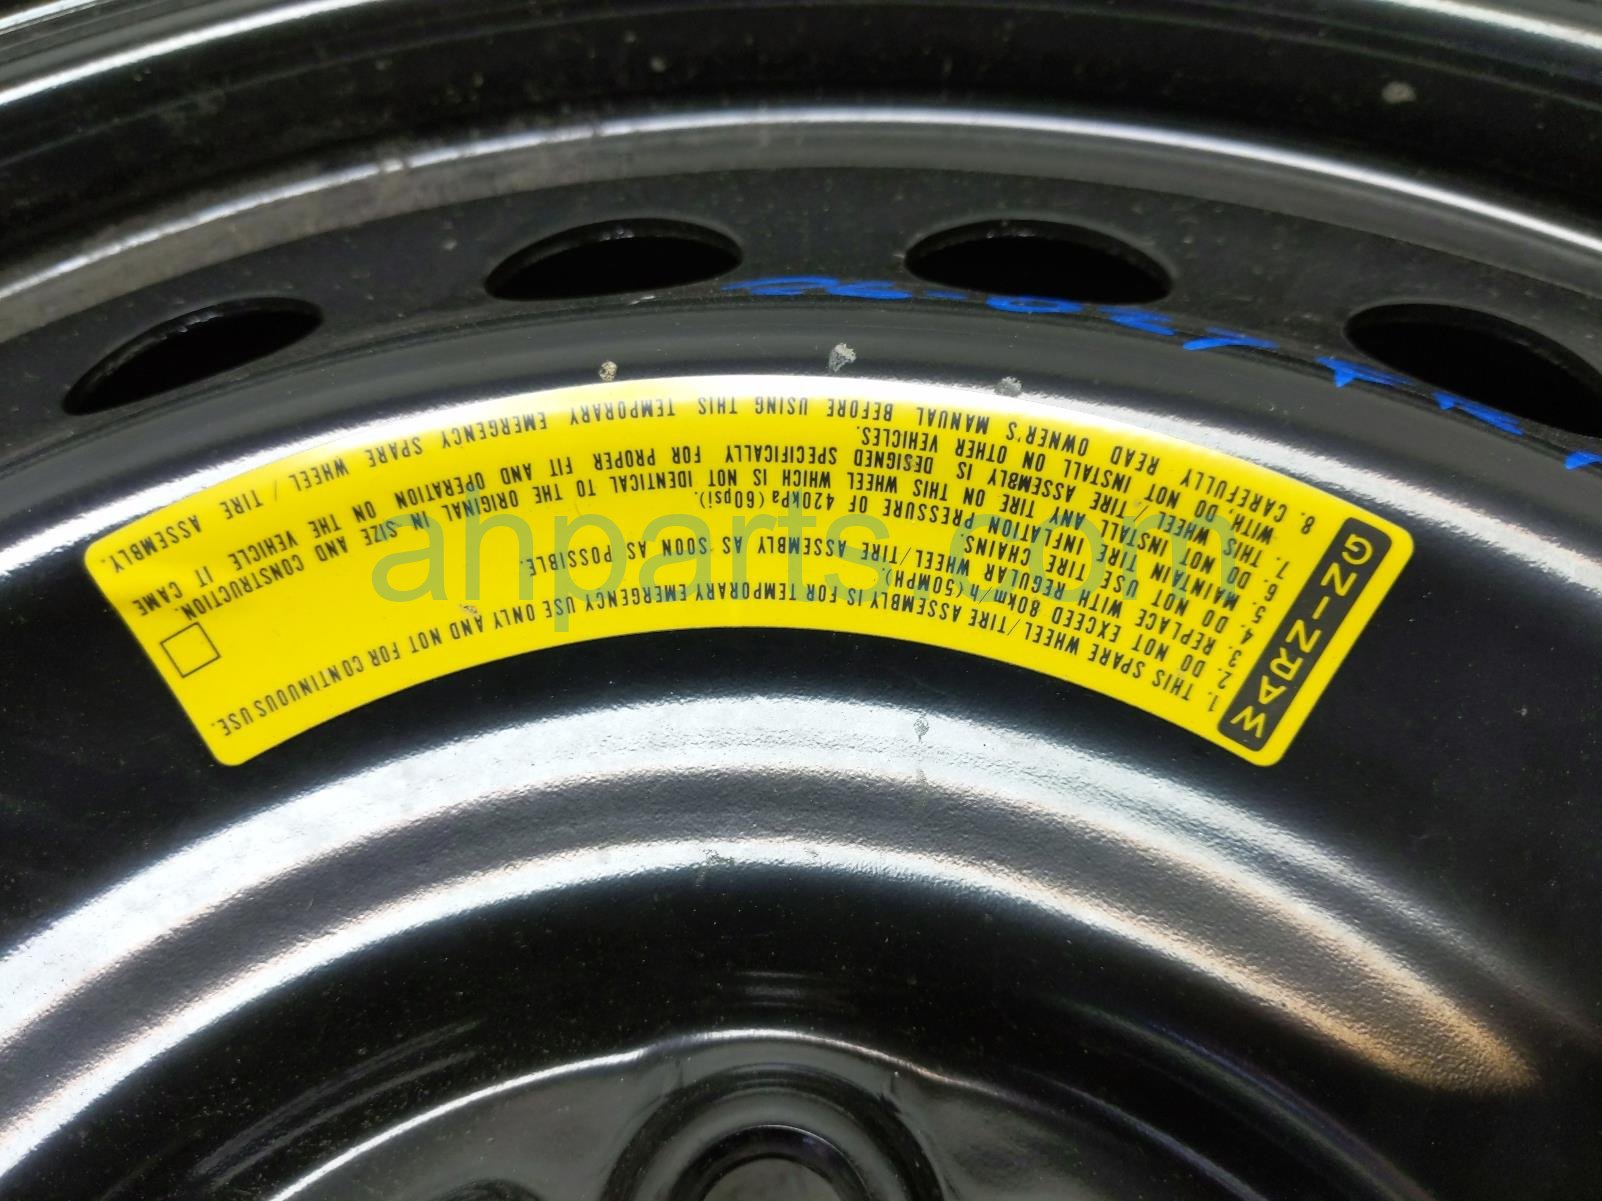 WARNING
1. THIS SPARE WHEEL/TIRE ASSEMBLY IS FOR TEMPORARY EMERGENCY USE ONLY AND NOT FOR CONTINUOUS USE.
2. DO NOT EXCEED 80km/h(50MPH).
3. REPLACE WITH REGULAR WHEEL/TIRE ASSEMBLY AS SOON AS POSSIBLE.
4. DO NOT USE TIRE CHAINS.
5. MAINTAIN TIRE INFLATION PRESSURE OF 420kPa(60psi).
6. DO NOT INSTALL ANY TIRE ON THIS WHEEL WHICH IS NOT IDENTICAL TO THE ORIGINAL IN SIZE AND CONSTRUCTION.
7. THIS WHEEL/TIRE ASSEMBLY IS DESIGNED SPECIFICALLY FOR PROPER FIT AND OPERATION ON THE VEHICLE IT CAME
WITH, DO NOT INSTALL ON OTHER VEHICLES.
8. CAREFULLY READ OWNER'S MANUAL BEFORE USING THIS TEMPORARY EMERGENCY SPARE WHEEL / TIRE ASSEMBLY.
ahparts.com